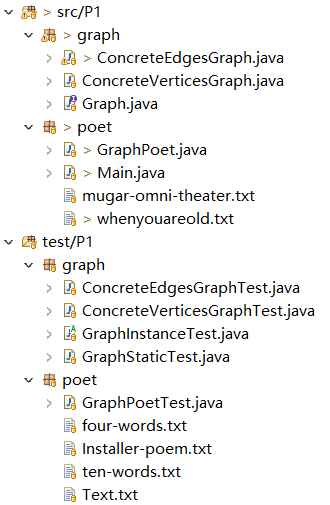 > src/P1
> graph
> ConcreteEdgesGraph.java
> ConcreteVerticesGraph.java
Graph.java
> poet
> GraphPoet.java
> Main.java
mugar-omni-theater.txt
> whenyouareold.txt
test/P1
graph
ConcreteEdgesGraphTest.java
ConcreteVerticesGraphTest.java
GraphInstanceTest.java
GraphStaticTest.java
poet
GraphPoetTest.java
four-words.txt
Installer-poem.txt
ten-words.txt
Text.txt